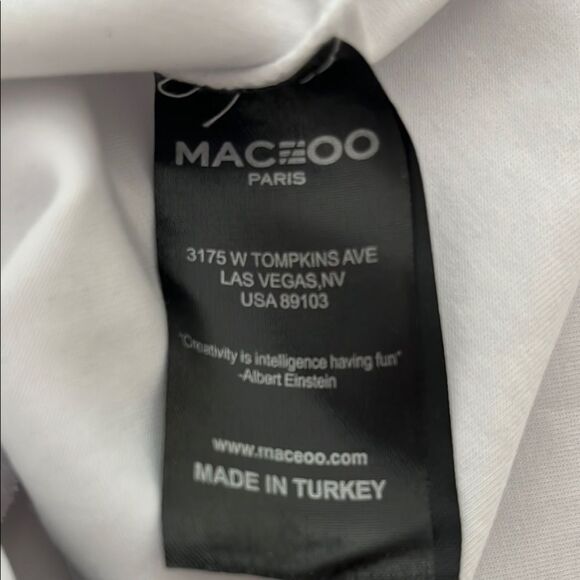 MACEOO
PARIS
3175 W TOMPKINS AVE
LAS VEGAS,NV
USA 89103
"Creativity is intelligence having fun"
-Albert Einstein
www.maceoo.com
MADE IN TURKEY